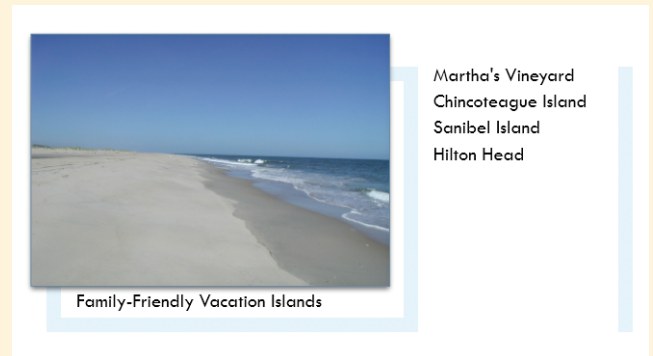 Martha's Vineyard
Chincoteague Island
Sanibel Island
Hilton Head
Family-Friendly Vacation Islands